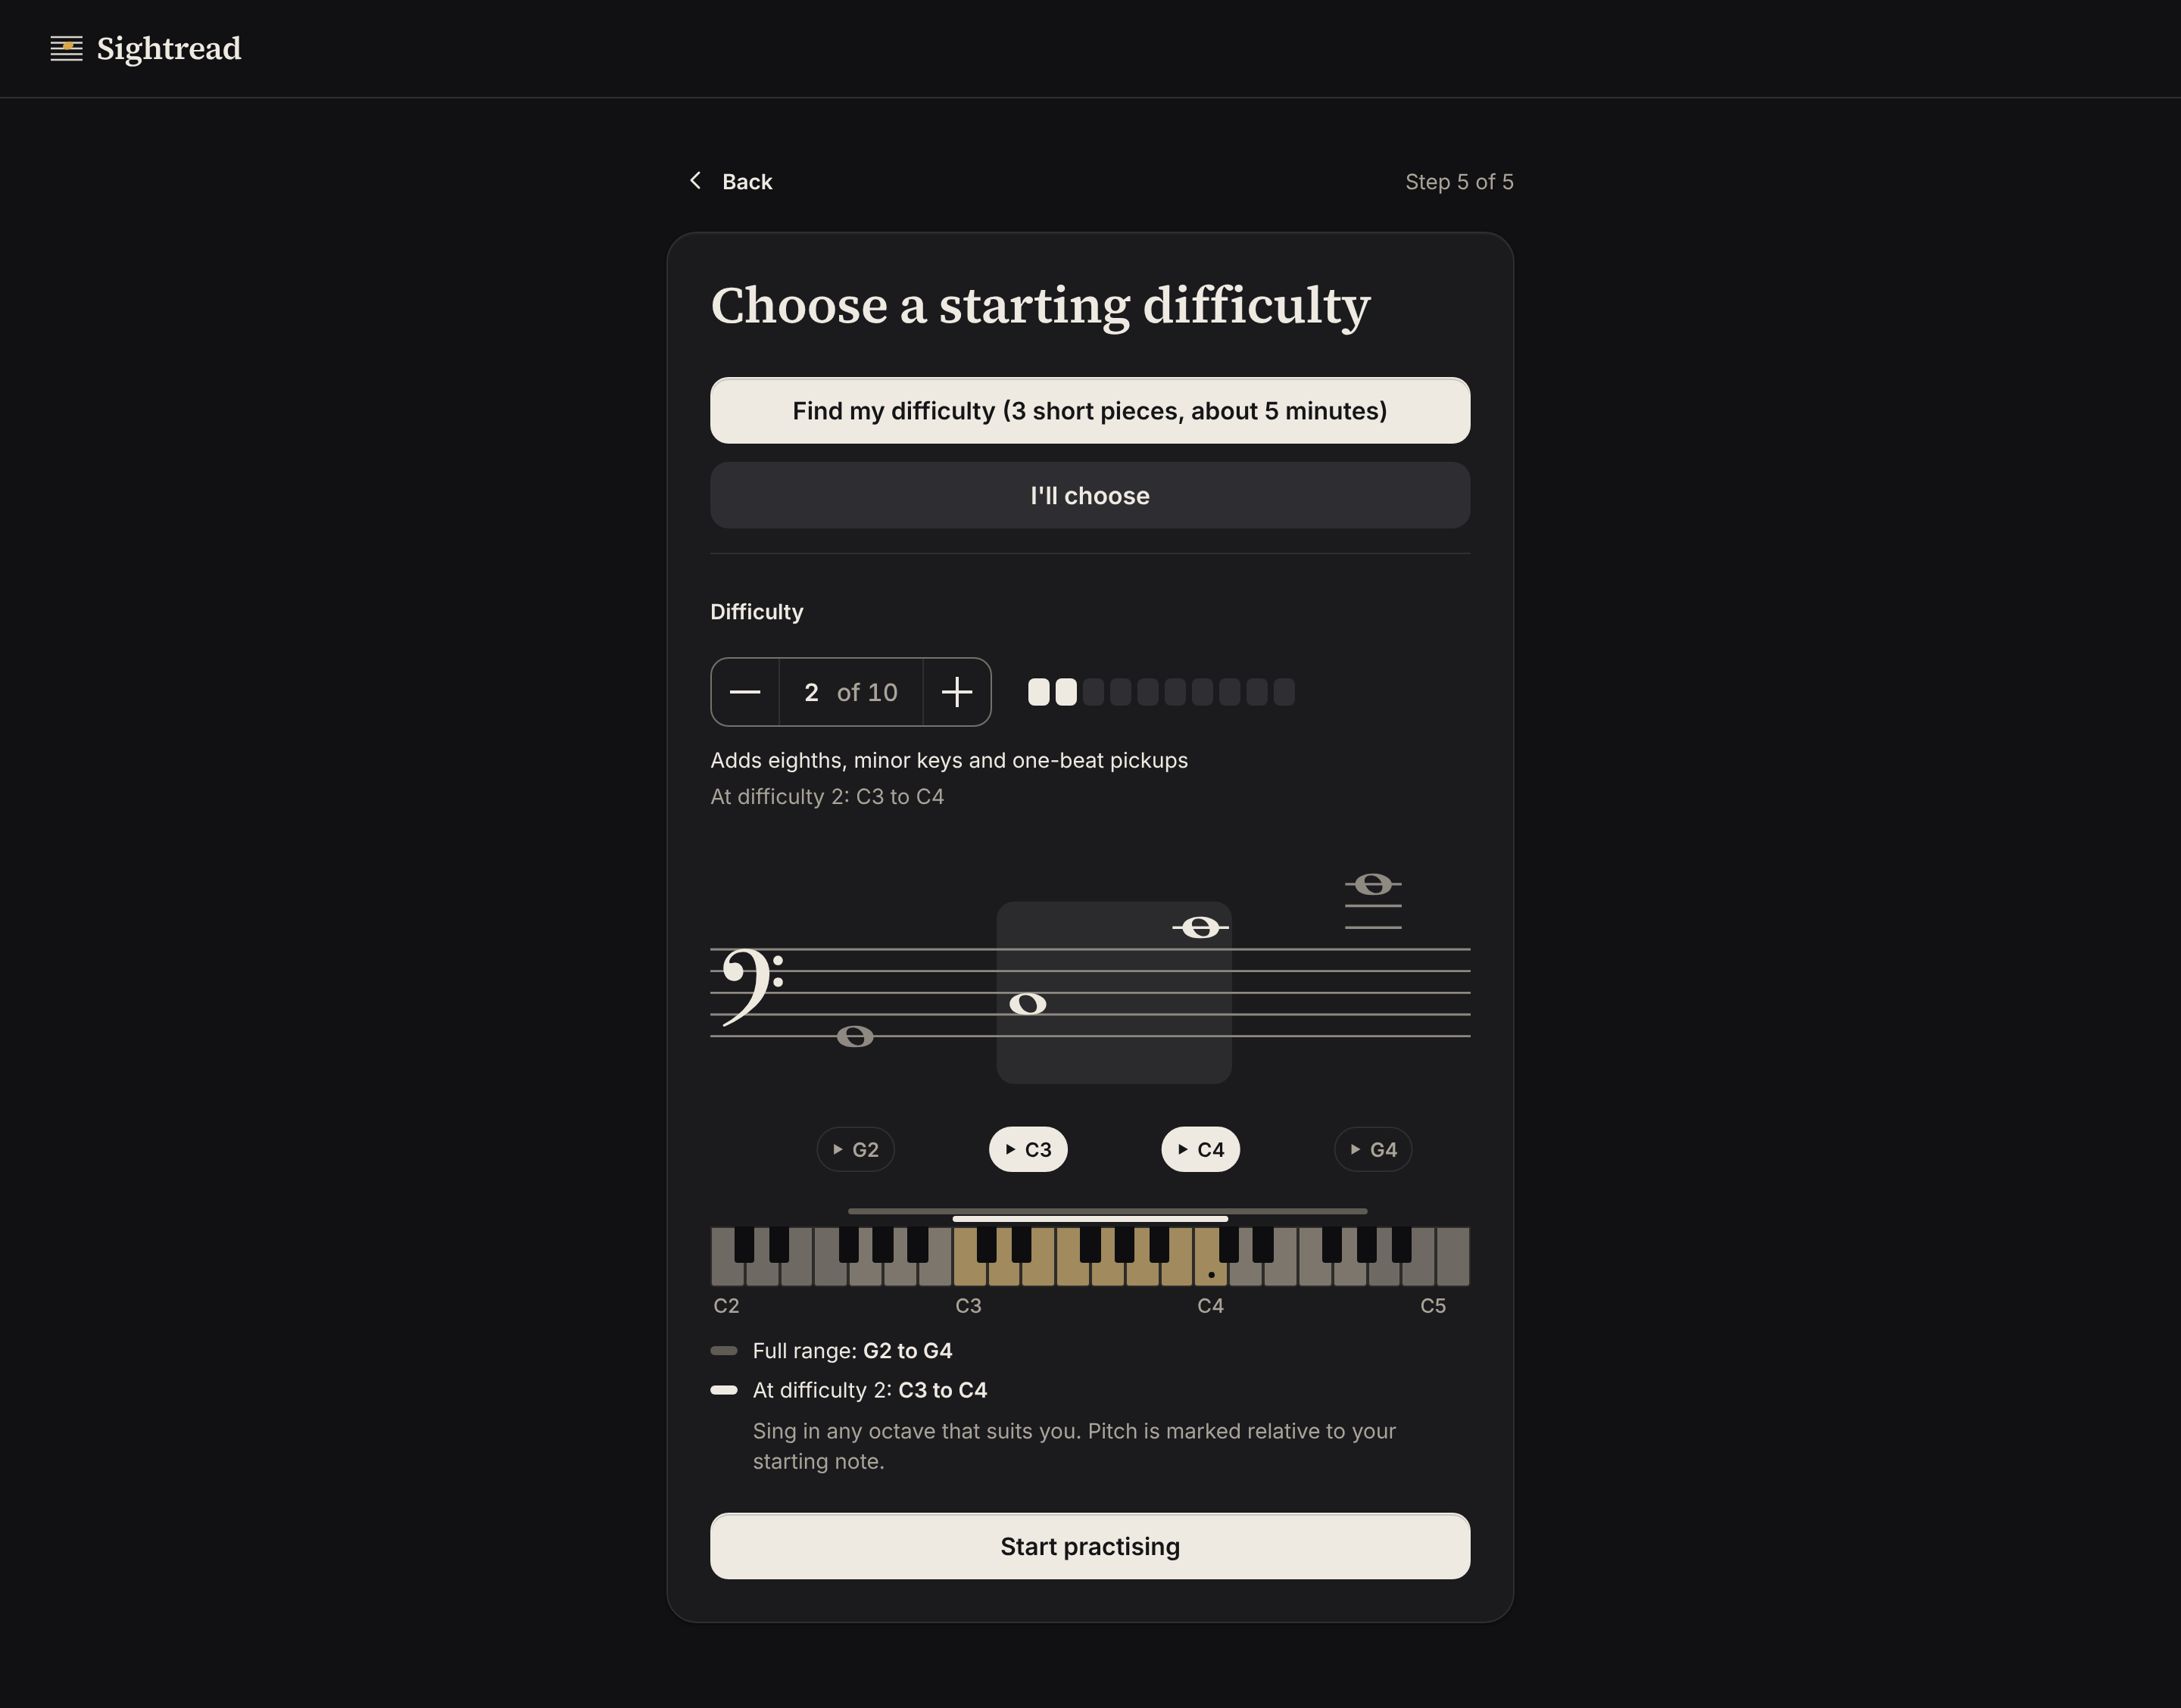 Sightread
Back
Step 5 of 5
Choose a starting difficulty
Find my difficulty (3 short pieces, about 5 minutes)
I'll choose
Difficulty
2 of 10
Adds eighths, minor keys and one-beat pickups
At difficulty 2: C3 to C4
G2 C3 C4 G4
C2 C3 C4 C5
Full range: G2 to G4
At difficulty 2: C3 to C4
Sing in any octave that suits you. Pitch is marked relative to your
starting note.
Start practising